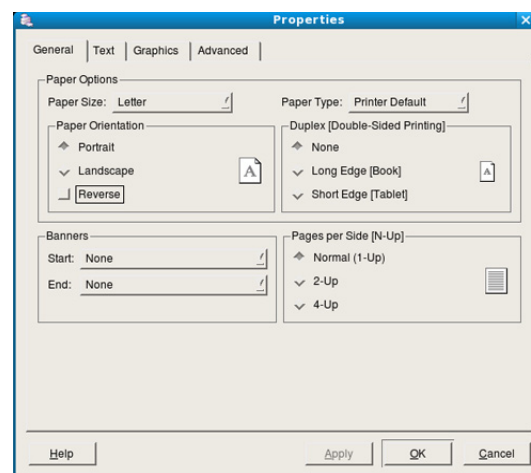 Properties
General Text Graphics Advanced
Paper Options
Paper Size: Letter Paper Type: Printer Default
Paper Orientation Duplex [Double-Sided Printing]
Portrait None
Landscape Long Edge [Book]
Reverse Short Edge [Tablet]
A A
Banners Pages per Side [N-Up]
Start: None Normal (1-Up)
End: None 2-Up
4-Up
Help Apply OK Cancel